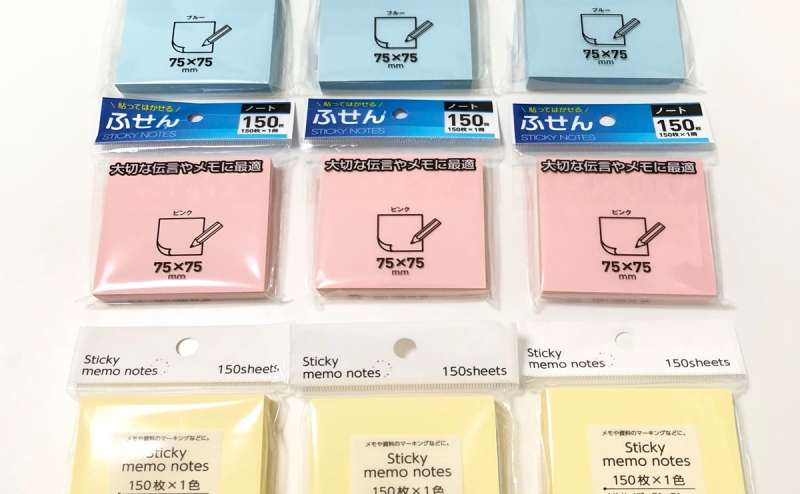 ブルー
75×75
mm
ブルー
75×75
mm
ブルー
75×75
mm
貼ってはがせる
ふせん
STICKY NOTES
ノート
150枚
150枚×1冊
貼ってはがせる
ふせん
STICKY NOTES
ノート
150枚
150枚×1冊
貼ってはがせる
ふせん
STICKY NOTES
ノート
150枚
150枚×1冊
大切な伝言やメモに最適
ピンク
75×75
mm
大切な伝言やメモに最適
ピンク
75×75
mm
大切な伝言やメモに最適
ピンク
75×75
mm
Sticky
memo notes
150sheets
Sticky
memo notes
150sheets
Sticky
memo notes
150sheets
メモや資料のマーキングなどに。
Sticky
memo notes
150枚×1色
メモや資料のマーキングなどに。
Sticky
memo notes
150枚×1色
メモや資料のマーキングなどに。
Sticky
memo notes
150枚×1色